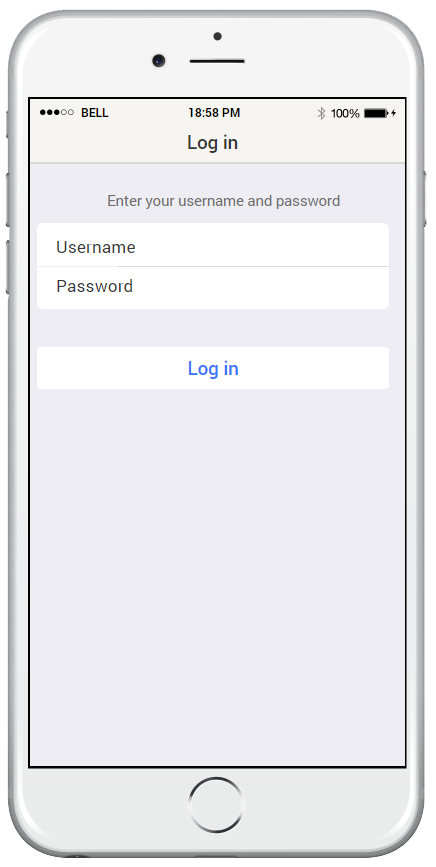 BELL 18:58 PM 100%
Log in
Enter your username and password
Username
Password
Log in